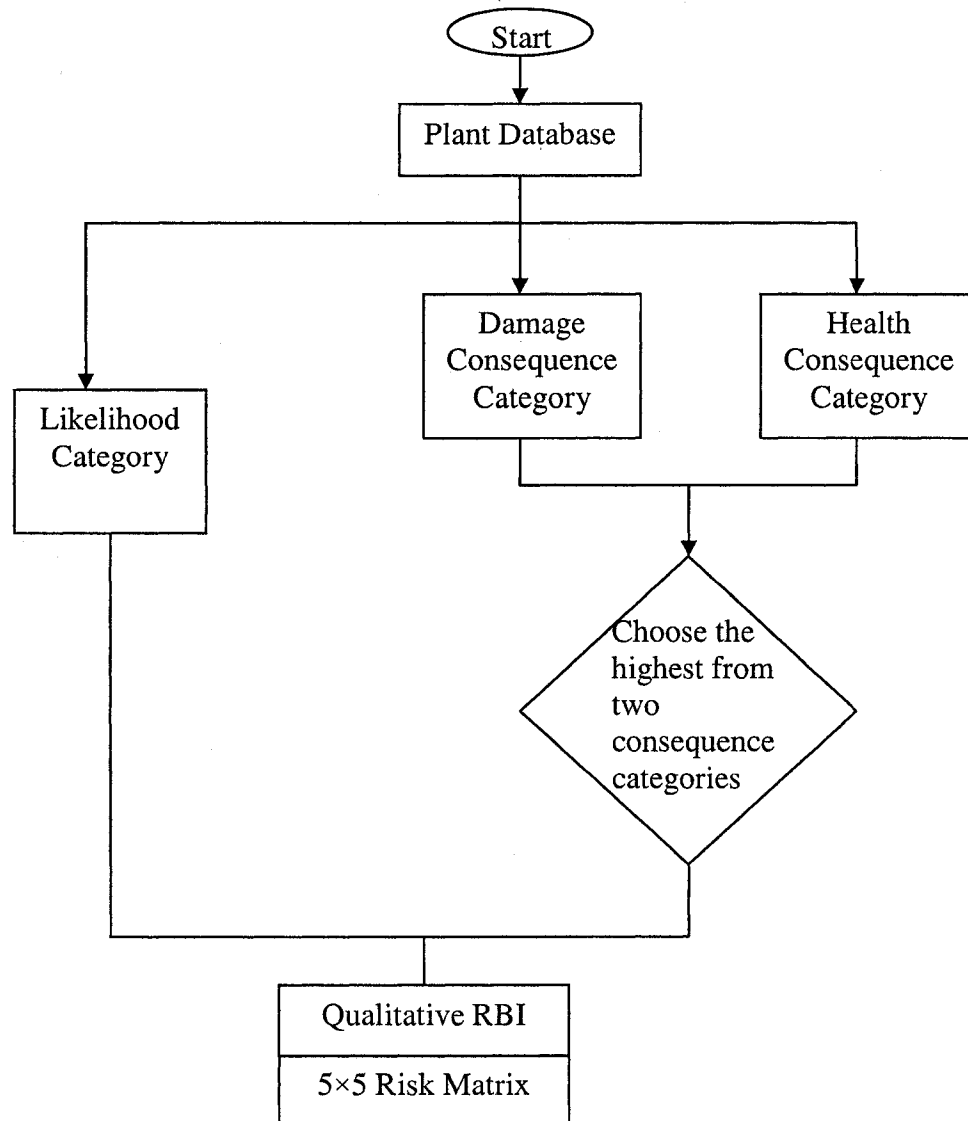 Start
Plant Database
Damage
Consequence
Category
Health
Consequence
Category
Likelihood
Category
Choose the
highest from
two
consequence
categories
Qualitative RBI
5×5 Risk Matrix